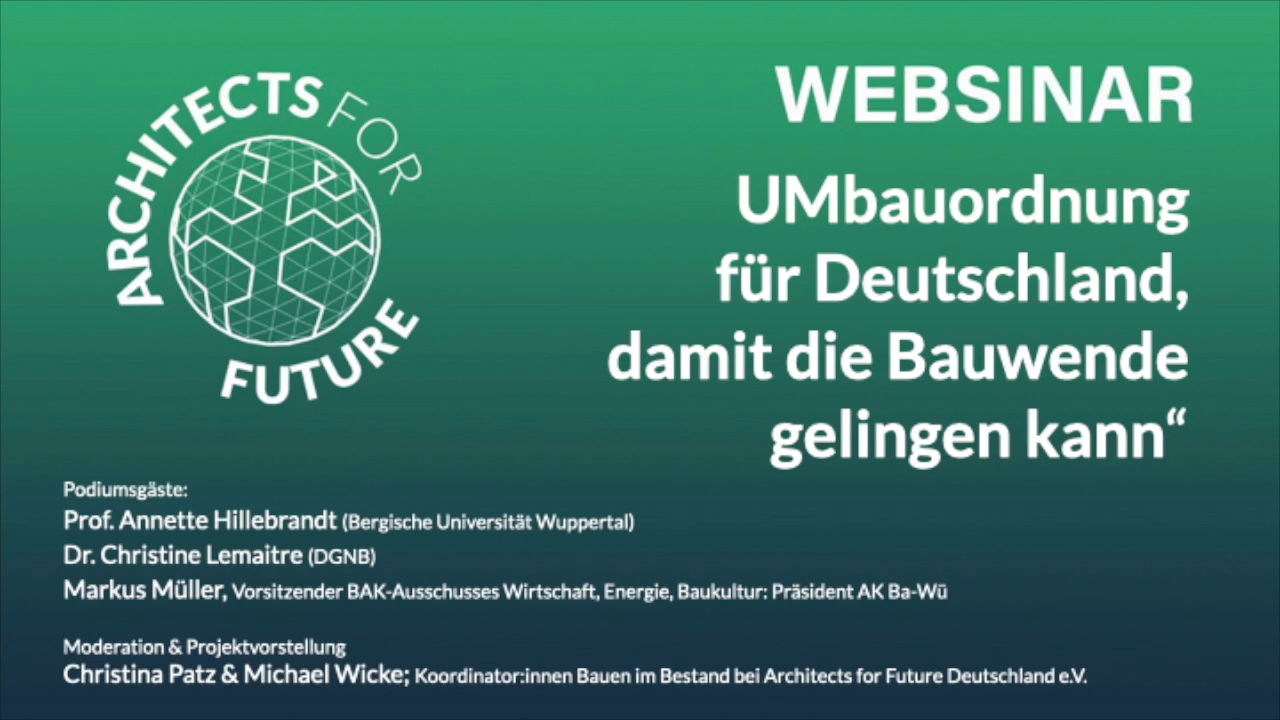 ARCHITECTS FOR
FUTURE
WEBSINAR
UMbauordnung
für Deutschland,
damit die Bauwende
gelingen kann“
Podiumsgäste:
Prof. Annette Hillebrandt (Bergische Universität Wuppertal)
Dr. Christine Lemaitre (DGNB)
Markus Müller, Vorsitzender BAK-Ausschusses Wirtschaft, Energie, Baukultur: Präsident AK Ba-Wü
Moderation & Projektvorstellung
Christina Patz & Michael Wicke; Koordinator:innen Bauen im Bestand bei Architects for Future Deutschland e.V.